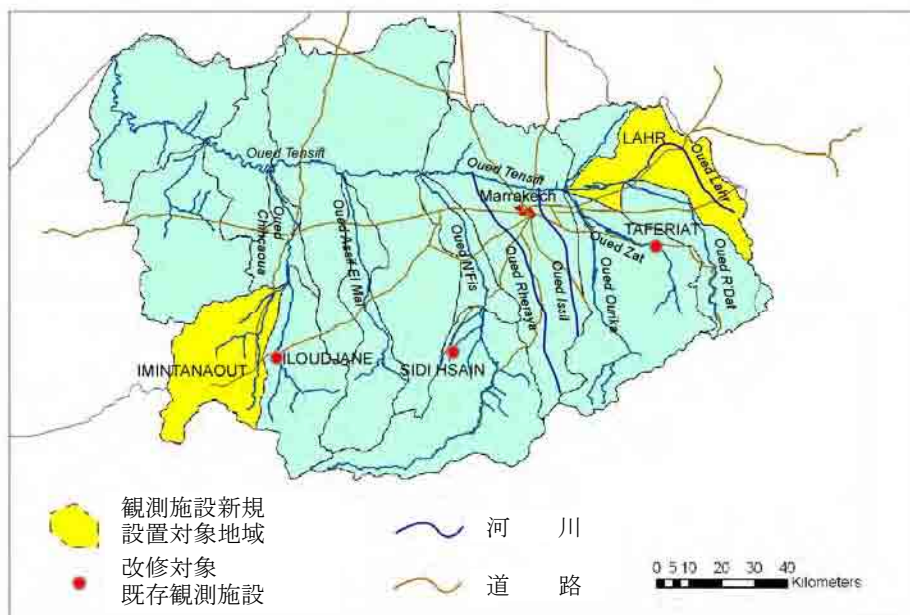 LAHR
Oued Lahr
Oued Tensift
Oued Tensift
Marrakech
TAFERIAT
Oued Zat
Oued R'Dat
Oued
Chihcaoua
Oued Assif El Mal
Oued N'Fis
Oued Rheraya
Oued Issil
Oued Ourika
IMINTANAOUT
ILOUDJANE
SIDI HSAIN
観測施設新規
設置対象地域
改修対象
既存観測施設
河 川
道 路
0 5 10 20 30 40
Kilometers